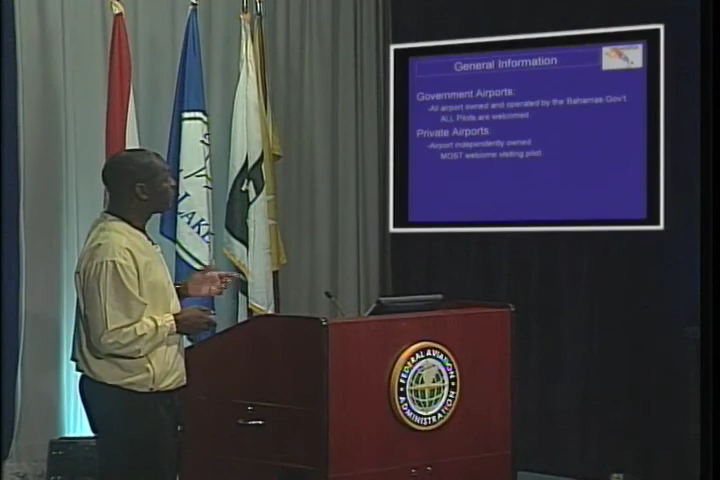 General Information
Government Airports:
-All airport owned and operated by the Bahamas Gov't
ALL Pilots are welcomed
Private Airports:
-Airport independently owned
MOST welcome visiting pilot
LAKE
FEDERAL AVIATION
ADMINISTRATION